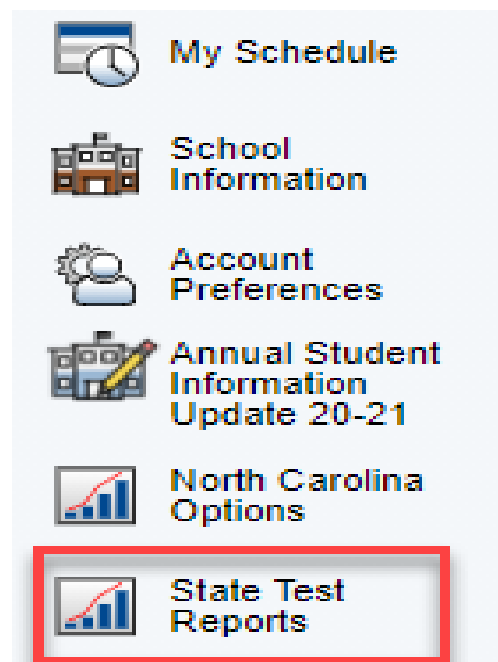 My Schedule
School
Information
Account
Preferences
Annual Student
Information
Update 20-21
North Carolina
Options
State Test
Reports